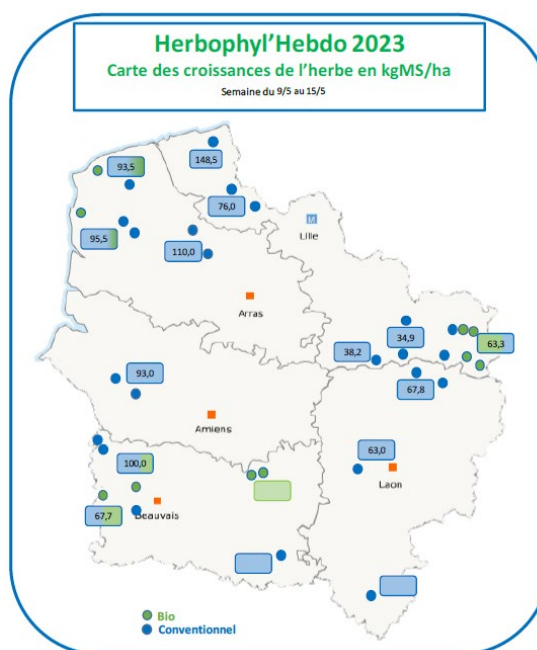 Herbophyl’Hebdo 2023
Carte des croissances de l’herbe en kgMS/ha
Semaine du 9/5 au 15/5
148,5
93,5
76,0
Lille
95,5
110,0
Arras
34,9
63,3
38,2
93,0
67,8
Amiens
63,0
100,0
Laon
67,7
Beauvais
Bio
Conventionnel